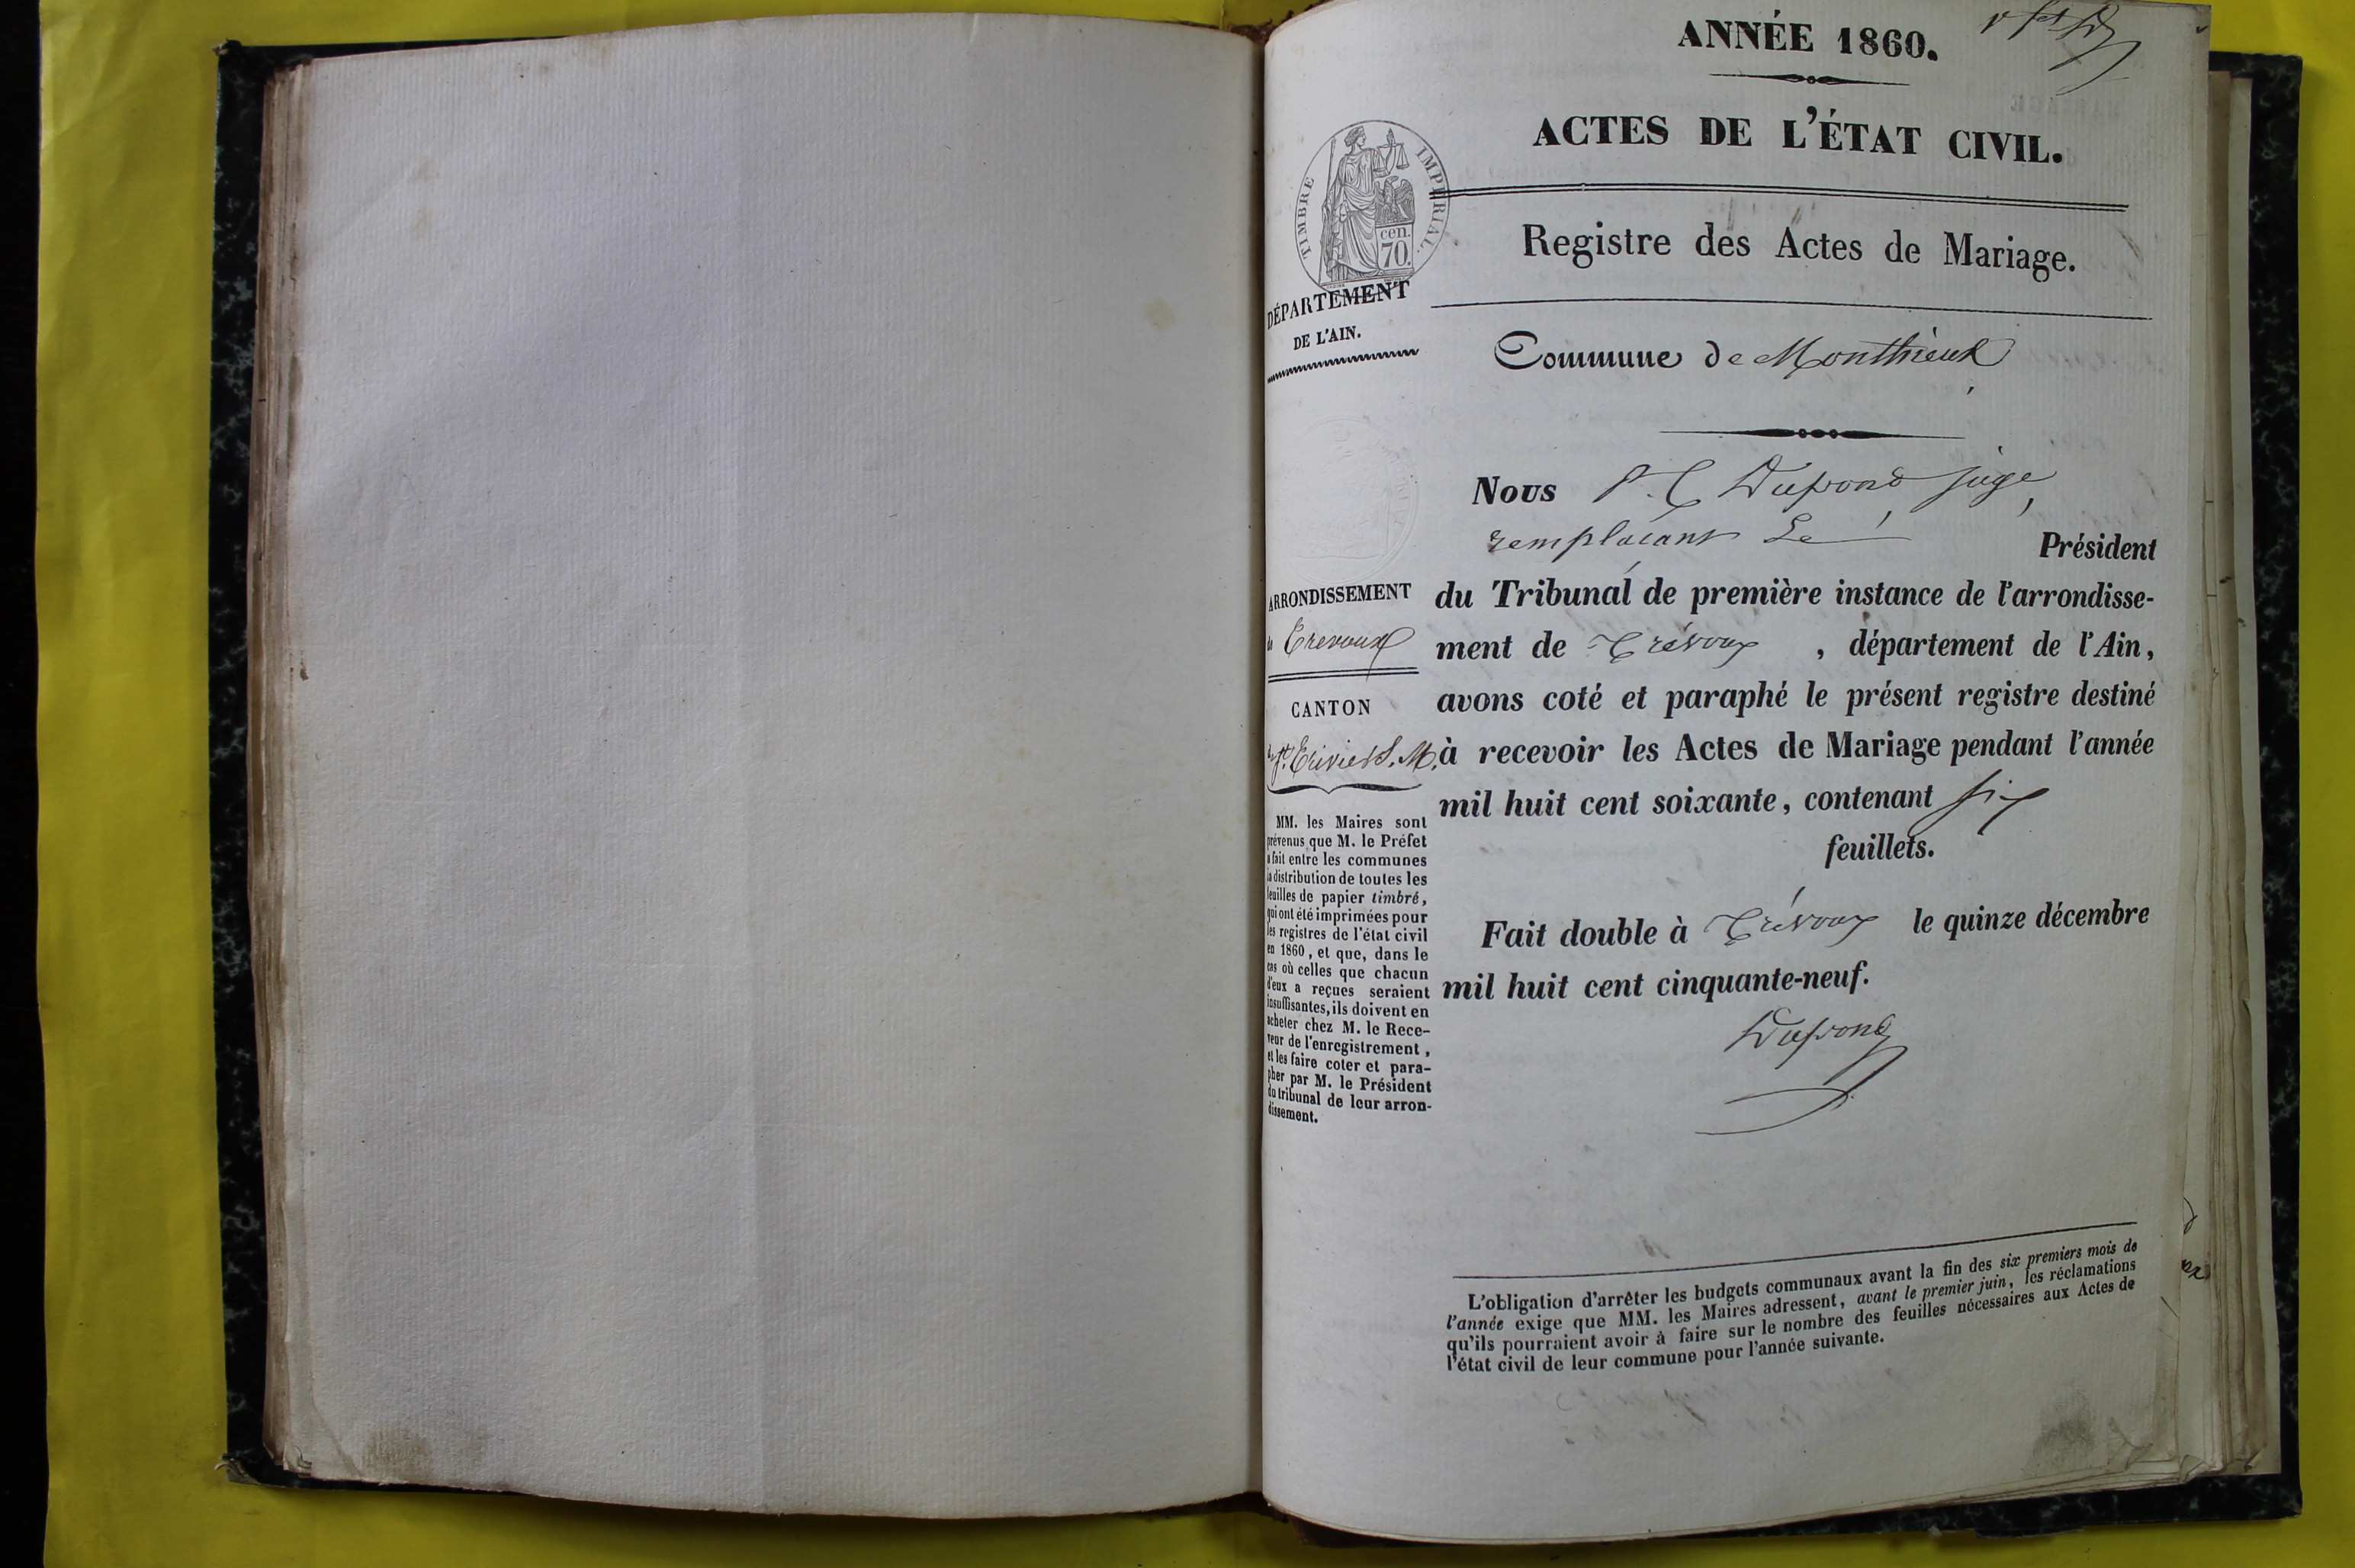 ANNÉE 1860.
ACTES DE L'ÉTAT CIVIL.
TIMBRE IMPÉRIAL.
cen.
70.
Registre des Actes de Mariage.
DÉPARTEMENT
DE L'AIN.
Commune de Monthieux
Nous P. C Dupond juge,
remplaçant Le Président
du Tribunal de première instance de l'arrondisse-
ment de Trévoux , département de l'Ain,
avons coté et paraphé le présent registre destiné
à recevoir les Actes de Mariage pendant l'année
mil huit cent soixante, contenant six
feuillets.
Fait double à Trévoux le quinze décembre
mil huit cent cinquante-neuf.
Dupond
ARRONDISSEMENT
de Trevoux
CANTON
de St. Trivier S. M.
MM. les Maires sont
prévenus que M. le Préfet
a fait entre les communes
la distribution de toutes les
feuilles de papier timbré,
qui ont été imprimées pour
les registres de l'état civil
en 1860, et que, dans le
cas où celles que chacun
d'eux a reçues seraient
insuffisantes, ils doivent en
acheter chez M. le Rece-
veur de l'enregistrement,
et les faire coter et para-
pher par M. le Président
du tribunal de leur arron-
dissement.
L'obligation d'arrêter les budgets communaux avant la fin des six premiers mois de
l'année exige que MM. les Maires adressent, avant le premier juin, les réclamations
qu'ils pourraient avoir à faire sur le nombre des feuilles nécessaires aux Actes de
l'état civil de leur commune pour l'année suivante.